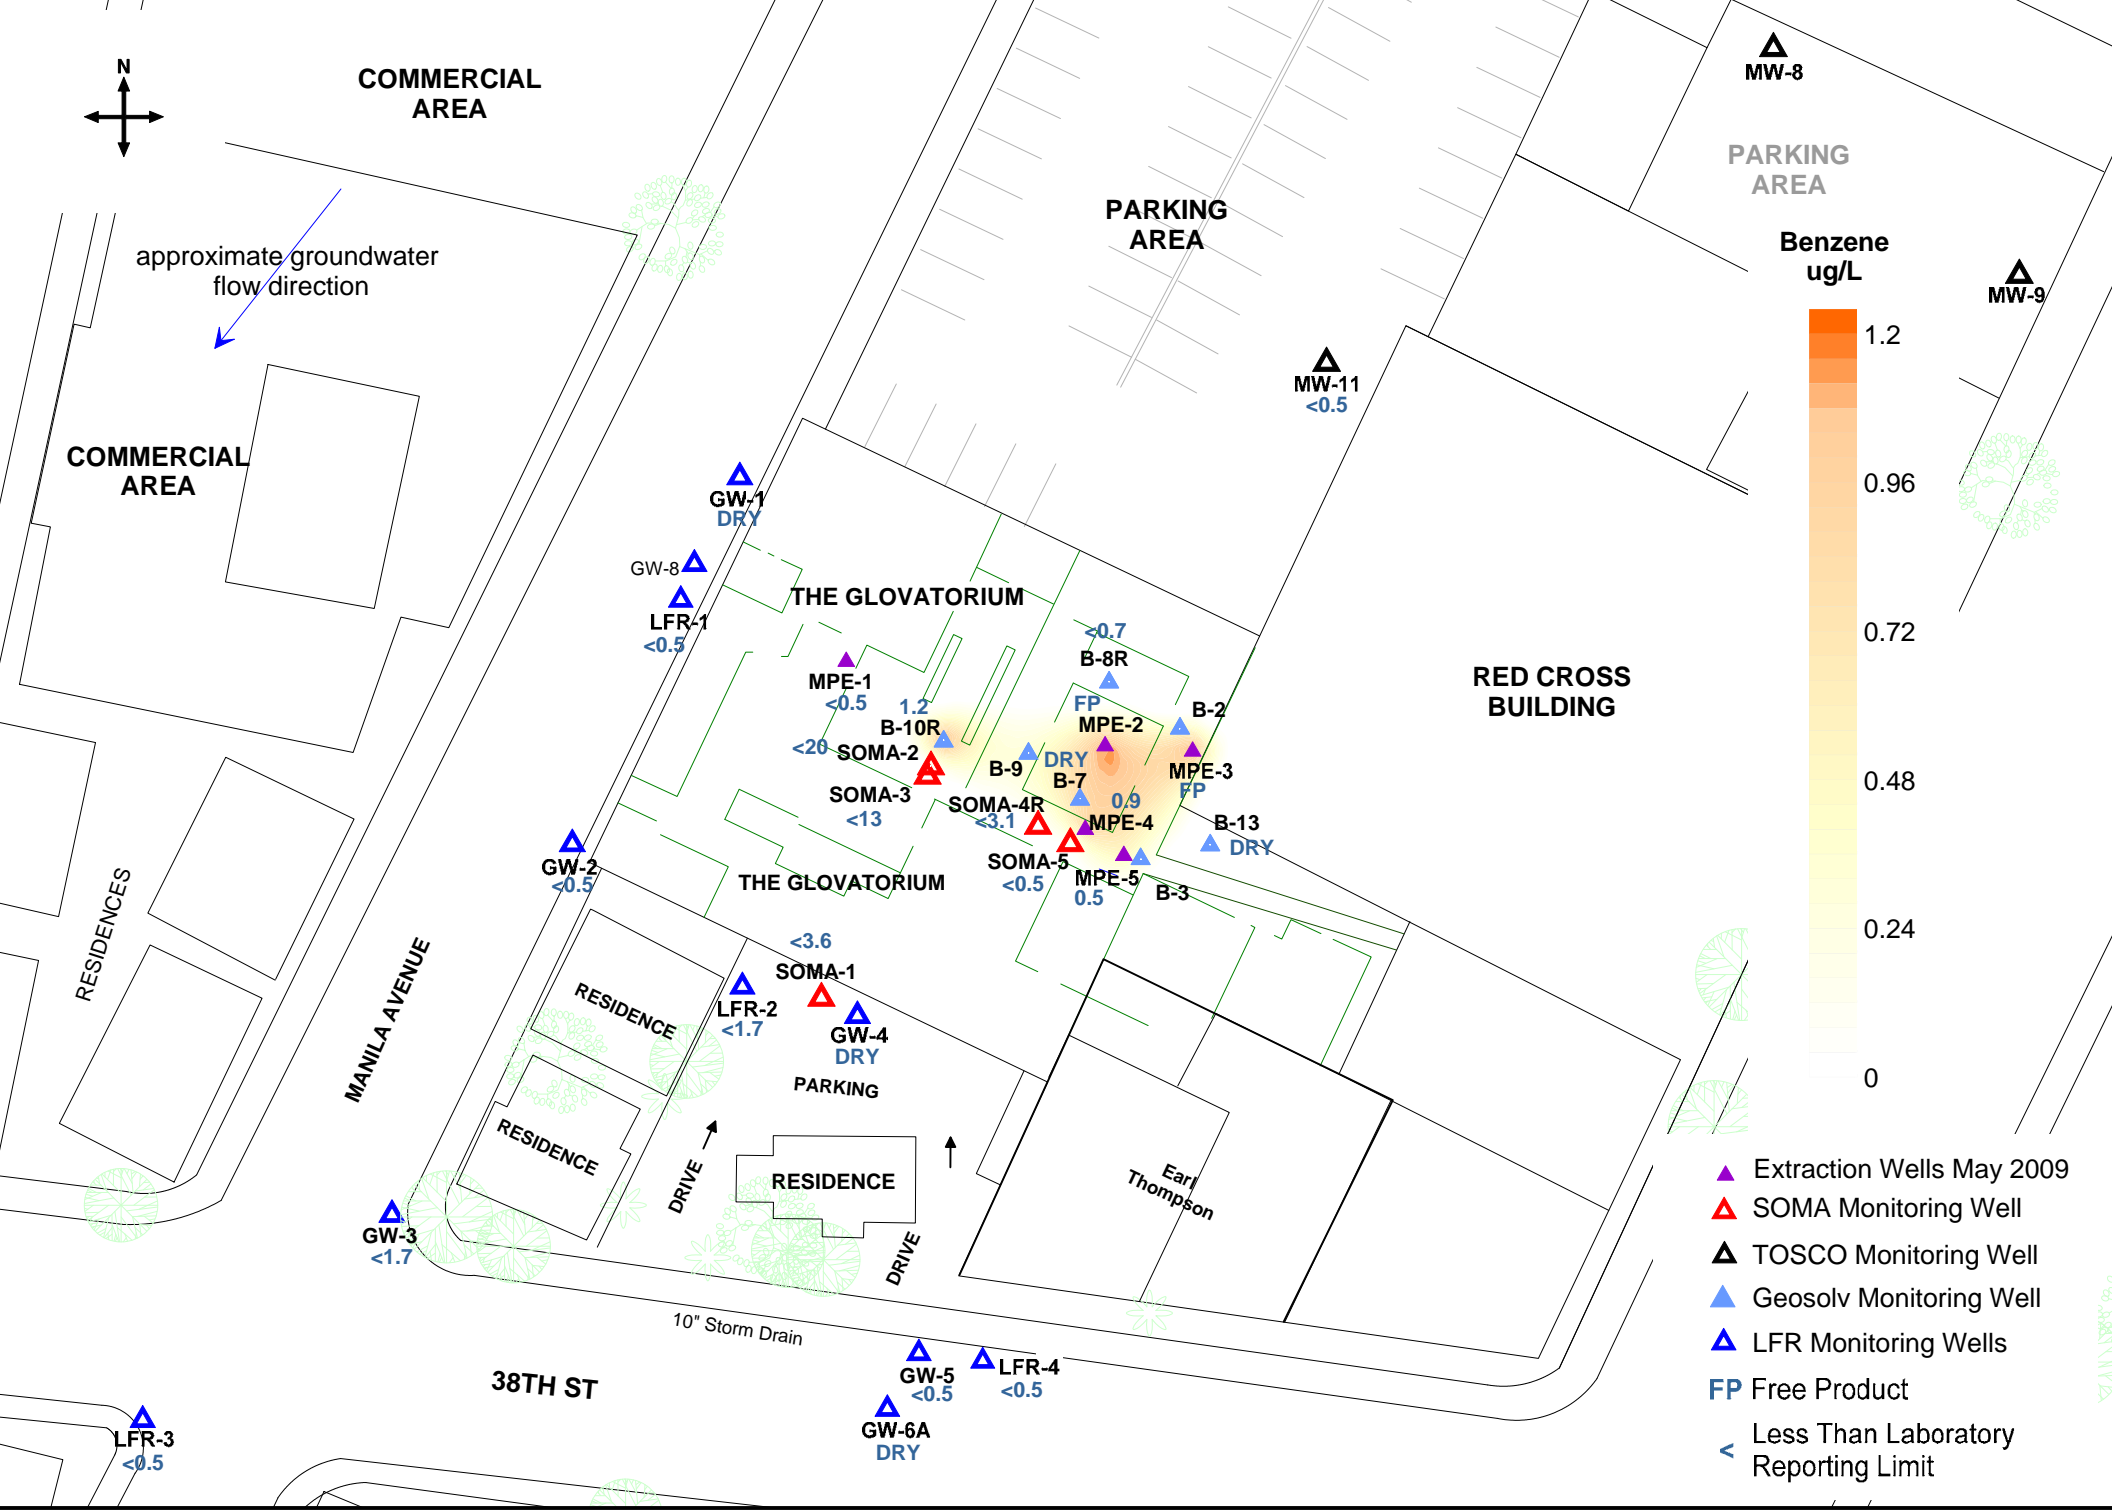 N
COMMERCIAL
AREA
MW-8
PARKING
AREA
PARKING
AREA
approximate groundwater
flow direction
Benzene
ug/L
MW-9
1.2
0.96
0.72
0.48
0.24
0
MW-11
<0.5
COMMERCIAL
AREA
GW-1
DRY
GW-8
LFR-1
<0.5
THE GLOVATORIUM
<0.7
B-8R
MPE-1
<0.5
FP
MPE-2
B-2
1.2
B-10R
<20
SOMA-2
SOMA-3
<13
B-9
DRY
B-7
MPE-3
FP
RED CROSS
BUILDING
SOMA-4R
<3.1
0.9
MPE-4
B-13
DRY
SOMA-5
<0.5
MPE-5
0.5
B-3
GW-2
<0.5
THE GLOVATORIUM
RESIDENCES
MANILA AVENUE
<3.6
SOMA-1
RESIDENCE
LFR-2
<1.7
GW-4
DRY
PARKING
RESIDENCE
DRIVE
RESIDENCE
DRIVE
Earl
Thompson
GW-3
<1.7
10" Storm Drain
38TH ST
GW-5
<0.5
LFR-4
<0.5
GW-6A
DRY
LFR-3
<0.5
Extraction Wells May 2009
SOMA Monitoring Well
TOSCO Monitoring Well
Geosolv Monitoring Well
LFR Monitoring Wells
FP Free Product
< Less Than Laboratory
Reporting Limit